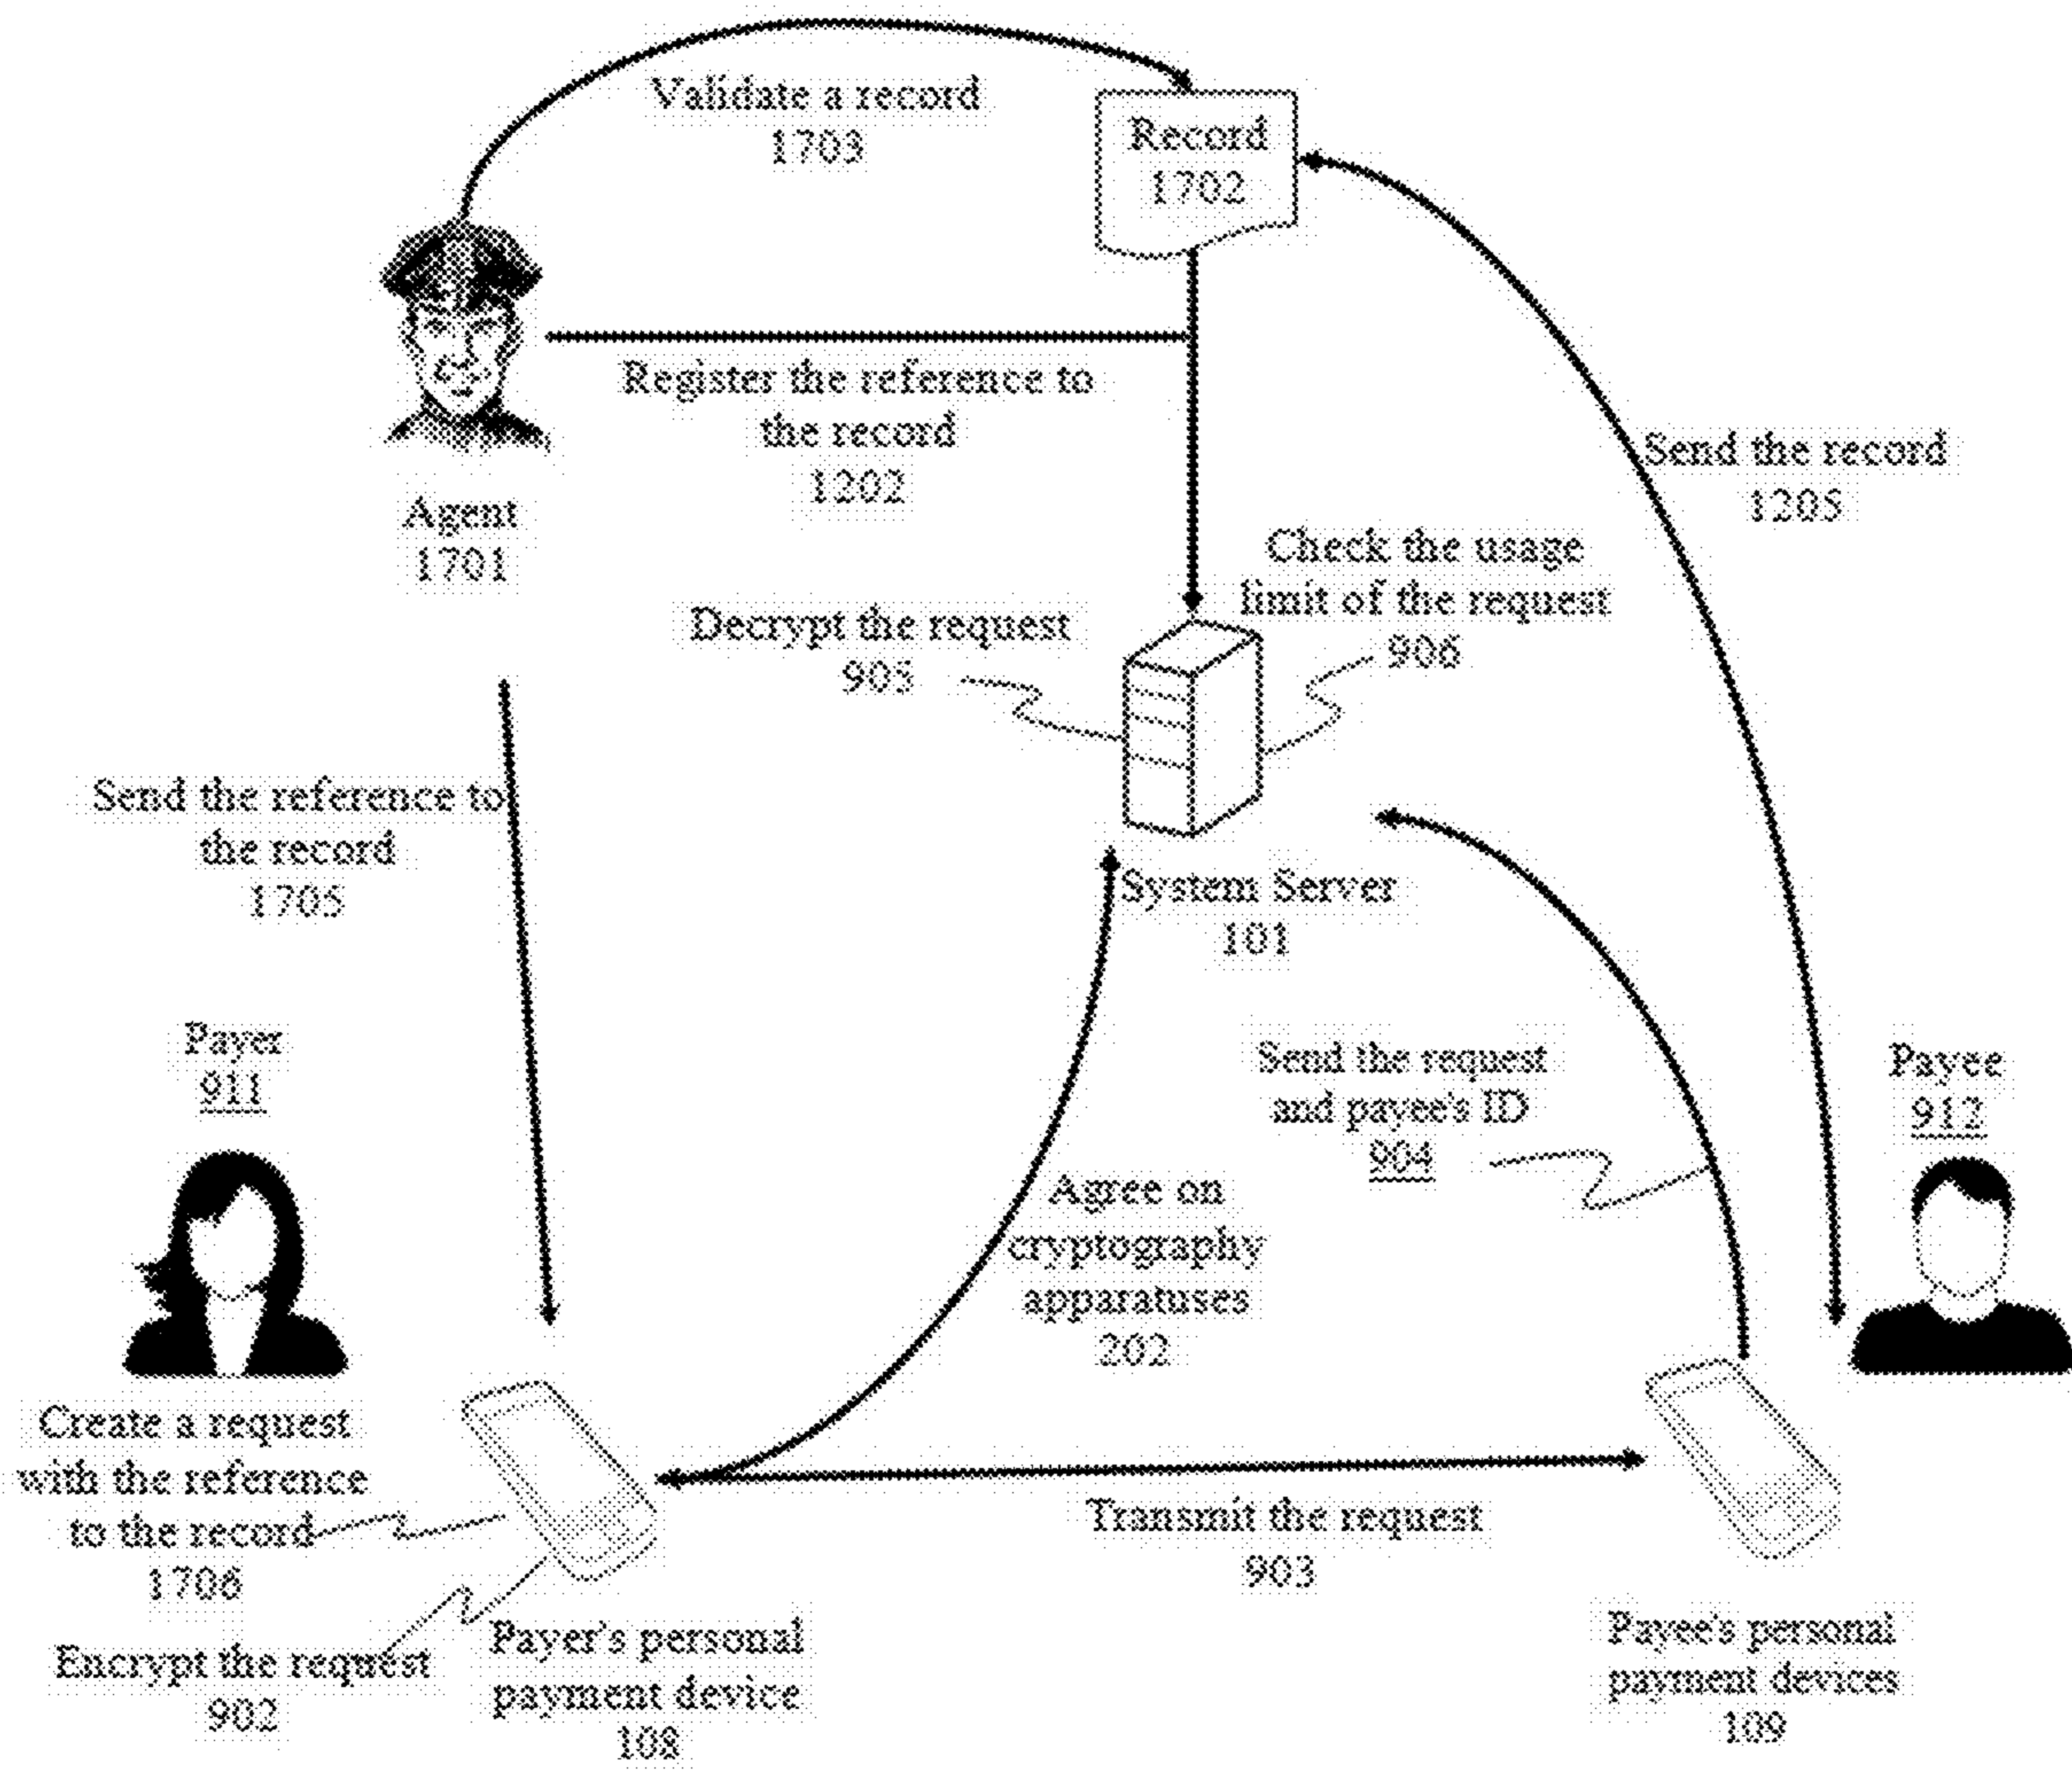 Validate a record
1703
Record
1702
Register the reference to
the record
1202
Send the record
1205
Agent
1701
Check the usage
limit of the request
906
Decrypt the request
905
Send the reference to
the record
1705
System Server
101
Payer
911
Send the request
and payee's ID
904
Payee
912
Agree on
cryptography
apparatuses
202
Create a request
with the reference
to the record
1706
Transmit the request
903
Encrypt the request
902
Payer's personal
payment device
108
Payee's personal
payment devices
109